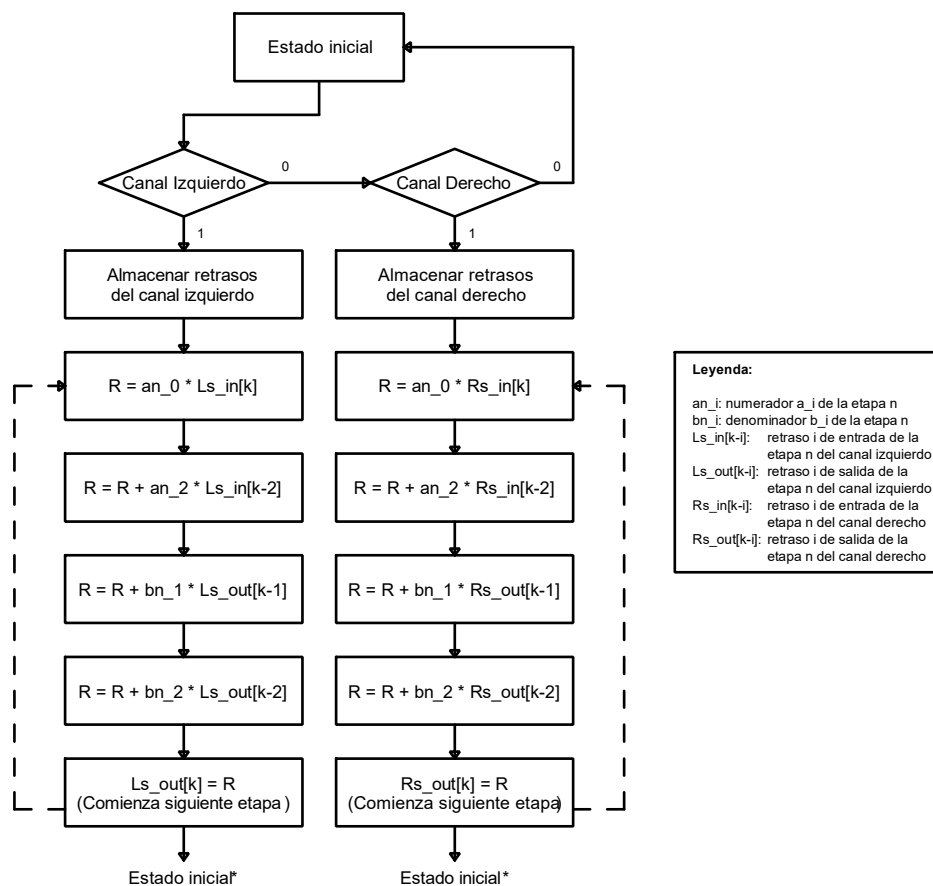 Estado inicial
Canal Izquierdo
0
Canal Derecho
0
1
1
Almacenar retrasos
del canal izquierdo
Almacenar retrasos
del canal derecho
R = an_0 * Ls_in[k]
R = an_0 * Rs_in[k]
R = R + an_2 * Ls_in[k-2]
R = R + an_2 * Rs_in[k-2]
R = R + bn_1 * Ls_out[k-1]
R = R + bn_1 * Rs_out[k-1]
R = R + bn_2 * Ls_out[k-2]
R = R + bn_2 * Rs_out[k-2]
Ls_out[k] = R
(Comienza siguiente etapa)
Rs_out[k] = R
(Comienza siguiente etapa)
Estado inicial*
Estado inicial*
Leyenda:
an_i: numerador a_i de la etapa n
bn_i: denominador b_i de la etapa n
Ls_in[k-i]: retraso i de entrada de la
etapa n del canal izquierdo
Ls_out[k-i]: retraso i de salida de la
etapa n del canal izquierdo
Rs_in[k-i]: retraso i de entrada de la
etapa n del canal derecho
Rs_out[k-i]: retraso i de salida de la
etapa n del canal derecho